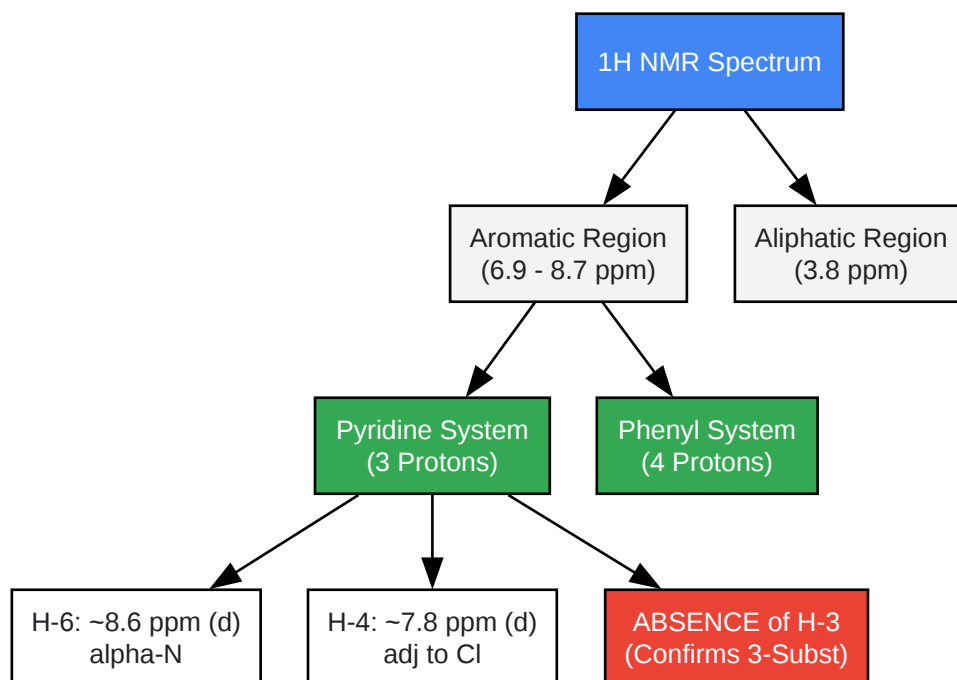 1H NMR Spectrum
Aromatic Region
(6.9 - 8.7 ppm)
Aliphatic Region
(3.8 ppm)
Pyridine System
(3 Protons)
Phenyl System
(4 Protons)
H-6: ~8.6 ppm (d)
alpha-N
H-4: ~7.8 ppm (d)
adj to Cl
ABSENCE of H-3
(Confirms 3-Subst)